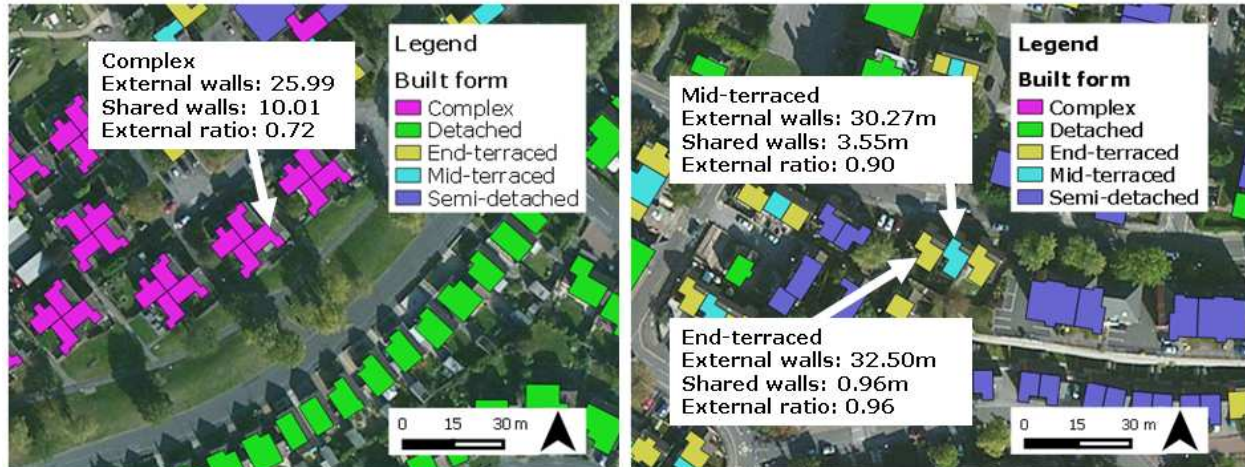 Complex
External walls: 25.99
Shared walls: 10.01
External ratio: 0.72
Legend
Built form
Complex
Detached
End-terraced
Mid-terraced
Semi-detached
0 15 30 m
Mid-terraced
External walls: 30.27m
Shared walls: 3.55m
External ratio: 0.90
Legend
Built form
Complex
Detached
End-terraced
Mid-terraced
Semi-detached
End-terraced
External walls: 32.50m
Shared walls: 0.96m
External ratio: 0.96
0 15 30 m